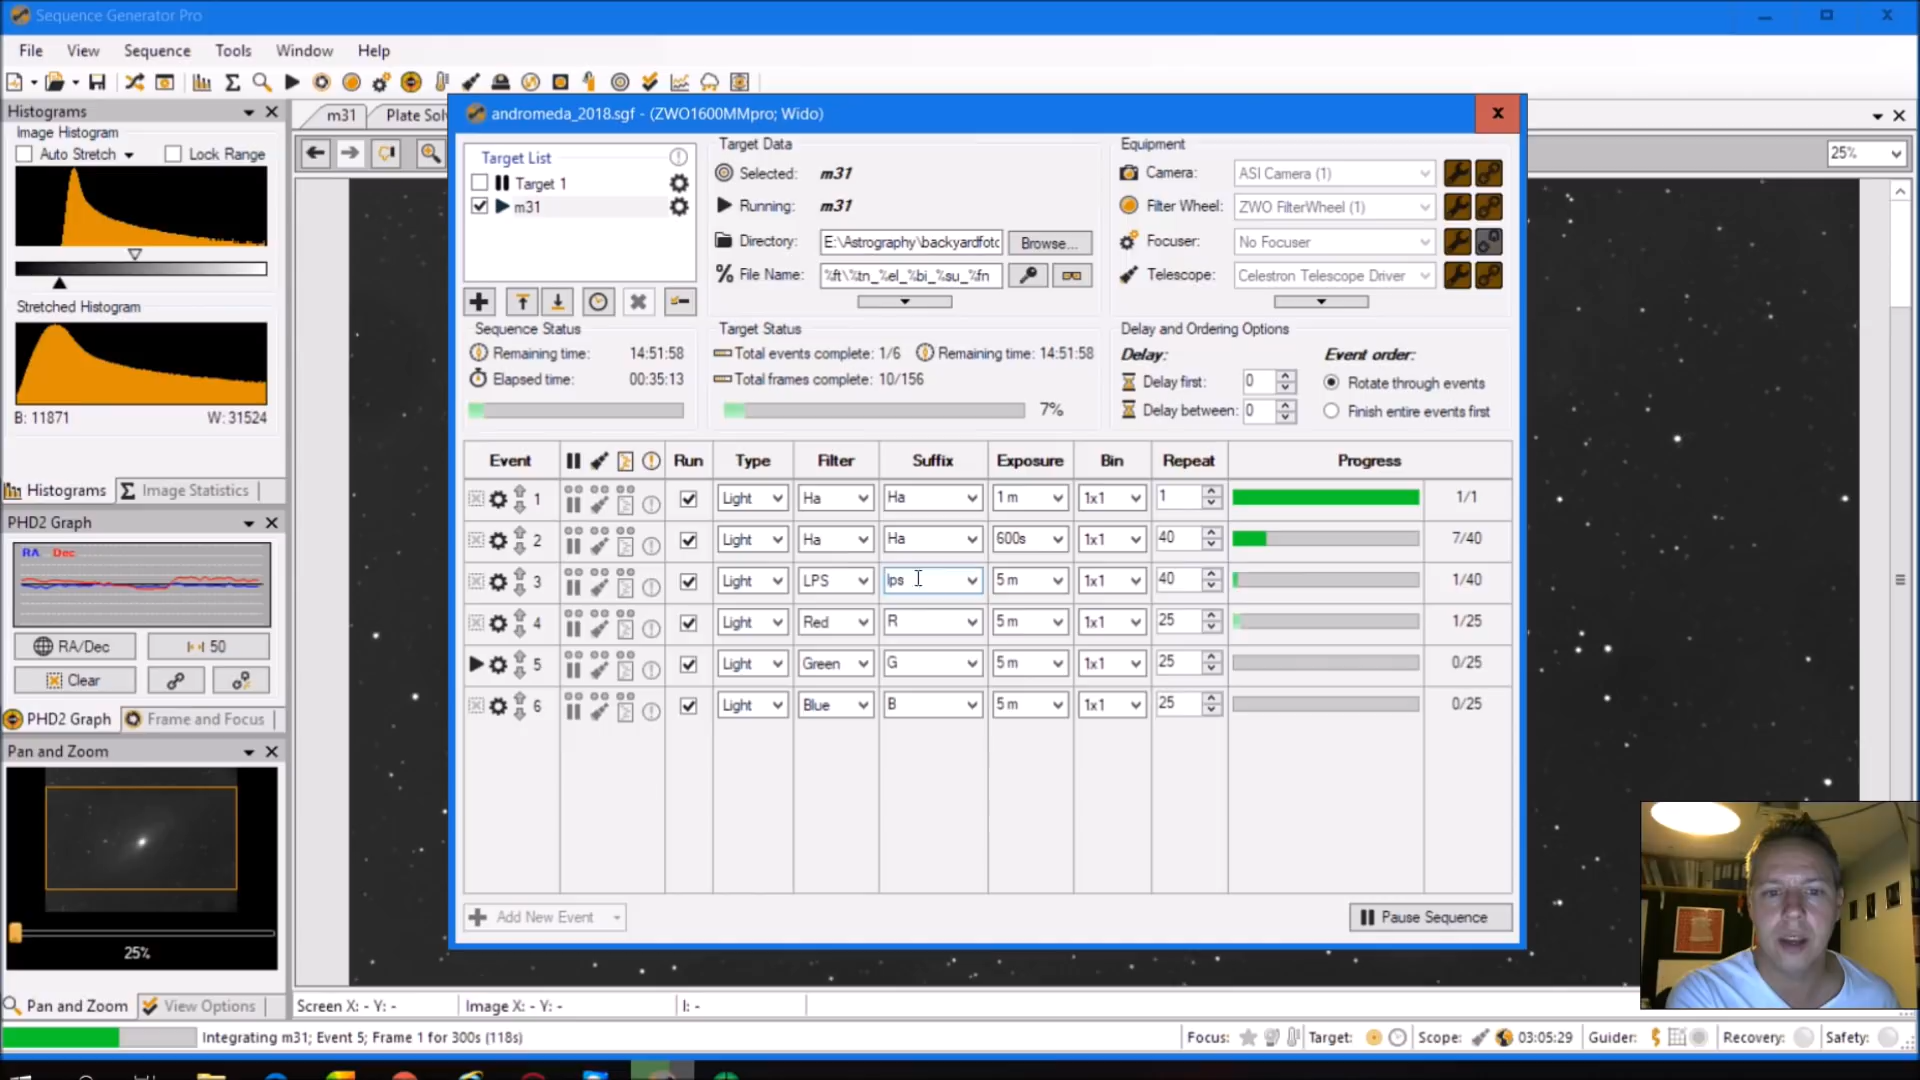 Sequence Generator Pro
File View Sequence Tools Window Help
Histograms
Image Histogram
Auto Stretch Lock Range
Stretched Histogram
B: 11871 W: 31524
Histograms Image Statistics
PHD2 Graph
RA Dec
RA/Dec 50
Clear
PHD2 Graph Frame and Focus
Pan and Zoom
25%
Pan and Zoom View Options
m31 Plate Sol
25%
andromeda_2018.sgf - (ZWO1600MMpro; Wido)
Target List
Target 1
m31
Target Data
Selected: m31
Running: m31
Directory: E:\Astrography\backyardfoto Browse...
File Name: %ft\%tn_%el_%bi_%su_%fn
Equipment
Camera: ASI Camera (1)
Filter Wheel: ZWO FilterWheel (1)
Focuser: No Focuser
Telescope: Celestron Telescope Driver
Sequence Status
Remaining time: 14:51:58
Elapsed time: 00:35:13
Target Status
Total events complete: 1/6 Remaining time: 14:51:58
Total frames complete: 10/156
7%
Delay and Ordering Options
Delay: Event order:
Delay first: 0 Rotate through events
Delay between: 0 Finish entire events first
Event Run Type Filter Suffix Exposure Bin Repeat Progress
1 Light Ha Ha 1 m 1x1 1 1/1
2 Light Ha Ha 600s 1x1 40 7/40
3 Light LPS lps 5 m 1x1 40 1/40
4 Light Red R 5 m 1x1 25 1/25
5 Light Green G 5 m 1x1 25 0/25
6 Light Blue B 5 m 1x1 25 0/25
Add New Event Pause Sequence
Screen X: - Y: - Image X: - Y: - I: -
Integrating m31; Event 5; Frame 1 for 300s (118s) Focus: Target: Scope: 03:05:29 Guider: Recovery: Safety: